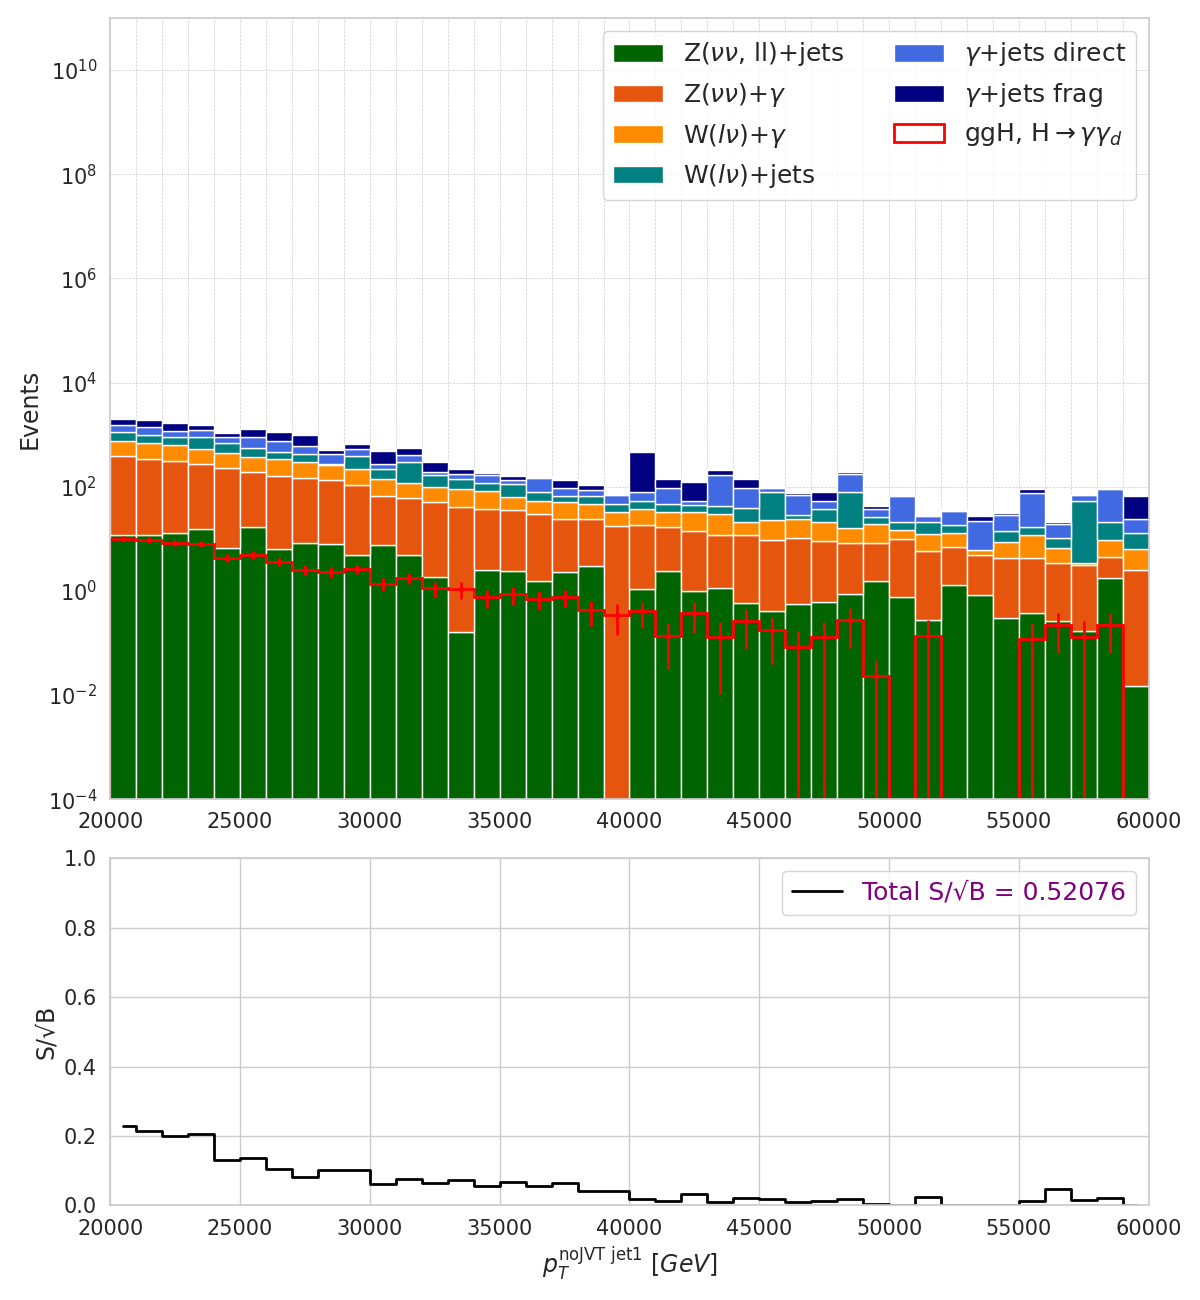 Z(νν, ll)+jets
Z(νν)+γ
W(lν)+γ
W(lν)+jets
γ+jets direct
γ+jets frag
ggH, H→γγ_d
Events
10^10
10^8
10^6
10^4
10^2
10^0
10^−2
10^−4
20000 25000 30000 35000 40000 45000 50000 55000 60000
Total S/√B = 0.52076
S/√B
1.0
0.8
0.6
0.4
0.2
0.0
20000 25000 30000 35000 40000 45000 50000 55000 60000
p_T^noJVT jet1 [GeV]